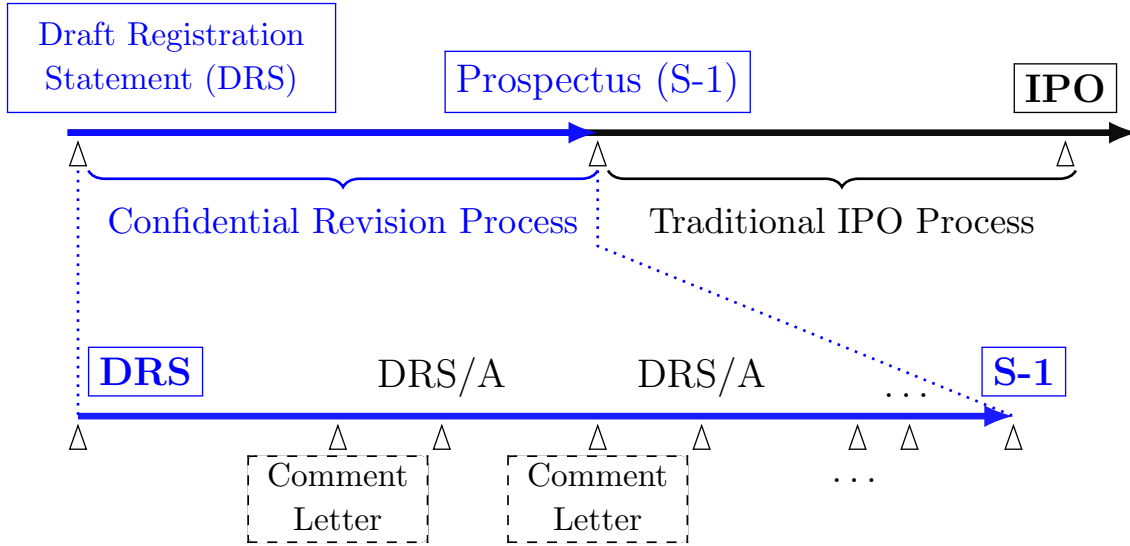 Draft Registration
Statement (DRS)
Prospectus (S-1)
IPO
Confidential Revision Process
Traditional IPO Process
DRS
DRS/A
DRS/A
...
S-1
Comment
Letter
Comment
Letter
...